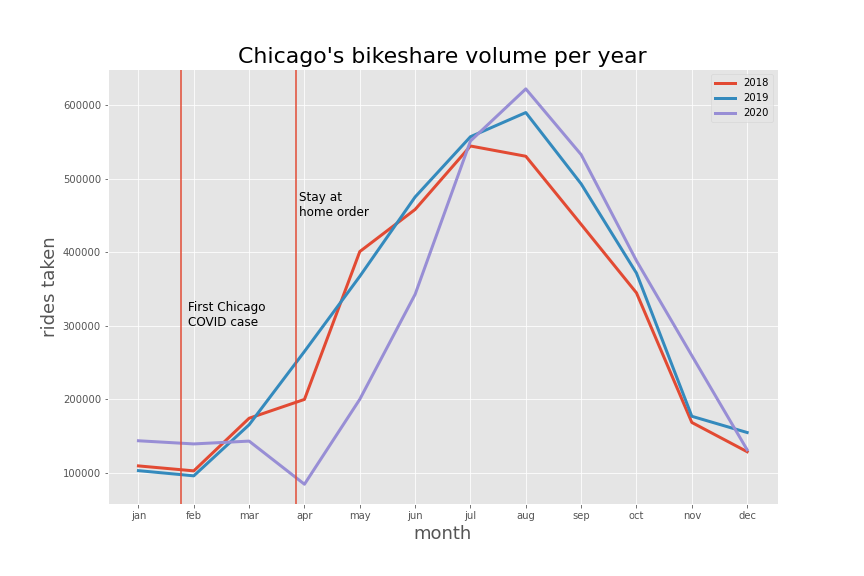 Chicago's bikeshare volume per year
2018
2019
2020
600000
500000
400000
300000
200000
100000
rides taken
Stay at
home order
First Chicago
COVID case
jan feb mar apr may jun jul aug sep oct nov dec
month